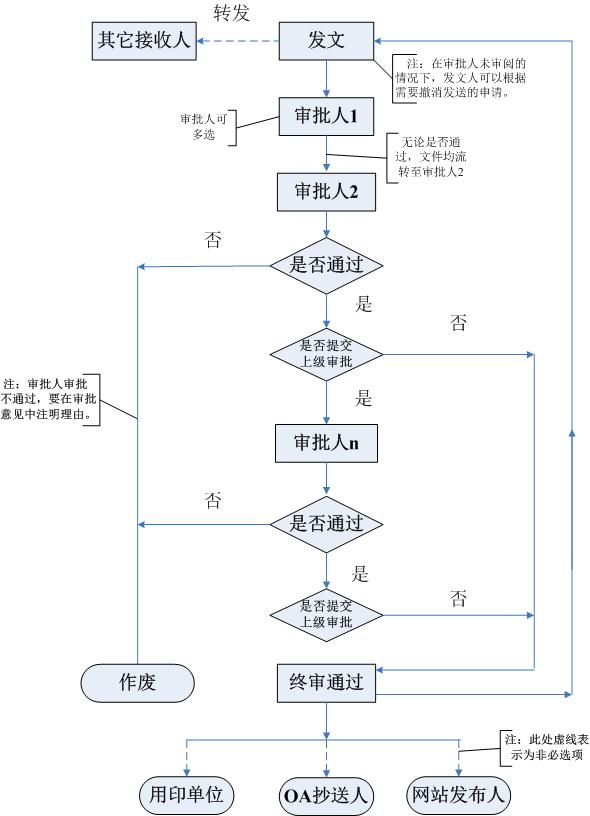 转发
其它接收人
发文
注：在审批人未审阅的
情况下，发文人可以根据
需要撤消发送的申请。
审批人可
多选
审批人1
无论是否通
过，文件均流
转至审批人2
审批人2
否
是否通过
是
否
是否提交
上级审批
注：审批人审批
不通过，要在审批
意见中注明理由。
是
审批人n
否
是否通过
是
否
是否提交
上级审批
作废
终审通过
注：此处虚线表
示为非必选项
用印单位
OA抄送人
网站发布人